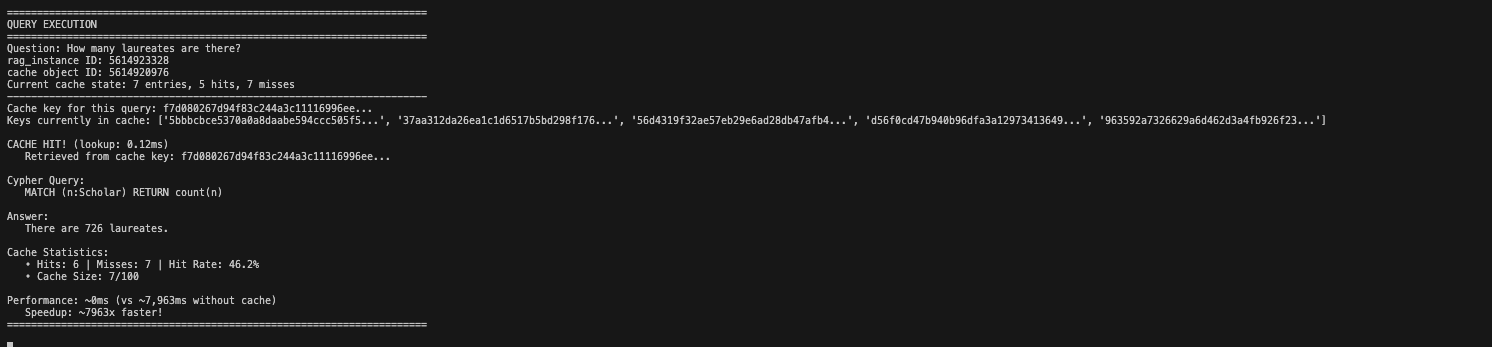 ======================================================================
QUERY EXECUTION
======================================================================
Question: How many laureates are there?
rag_instance ID: 5614923328
cache object ID: 5614920976
Current cache state: 7 entries, 5 hits, 7 misses
----------------------------------------------------------------------
Cache key for this query: f7d080267d94f83c244a3c11116996ee...
Keys currently in cache: ['5bbbcbce5370a0a8daabe594ccc505f5...', '37aa312da26ea1c1d6517b5bd298f176...', '56d4319f32ae57eb29e6ad28db47afb4...', 'd56f0cd47b940b96dfa3a12973413649...', '963592a7326629a6d462d3a4fb926f23...']
CACHE HIT! (lookup: 0.12ms)
Retrieved from cache key: f7d080267d94f83c244a3c11116996ee...
Cypher Query:
MATCH (n:Scholar) RETURN count(n)
Answer:
There are 726 laureates.
Cache Statistics:
• Hits: 6 | Misses: 7 | Hit Rate: 46.2%
• Cache Size: 7/100
Performance: ~0ms (vs ~7,963ms without cache)
Speedup: ~7963x faster!
======================================================================